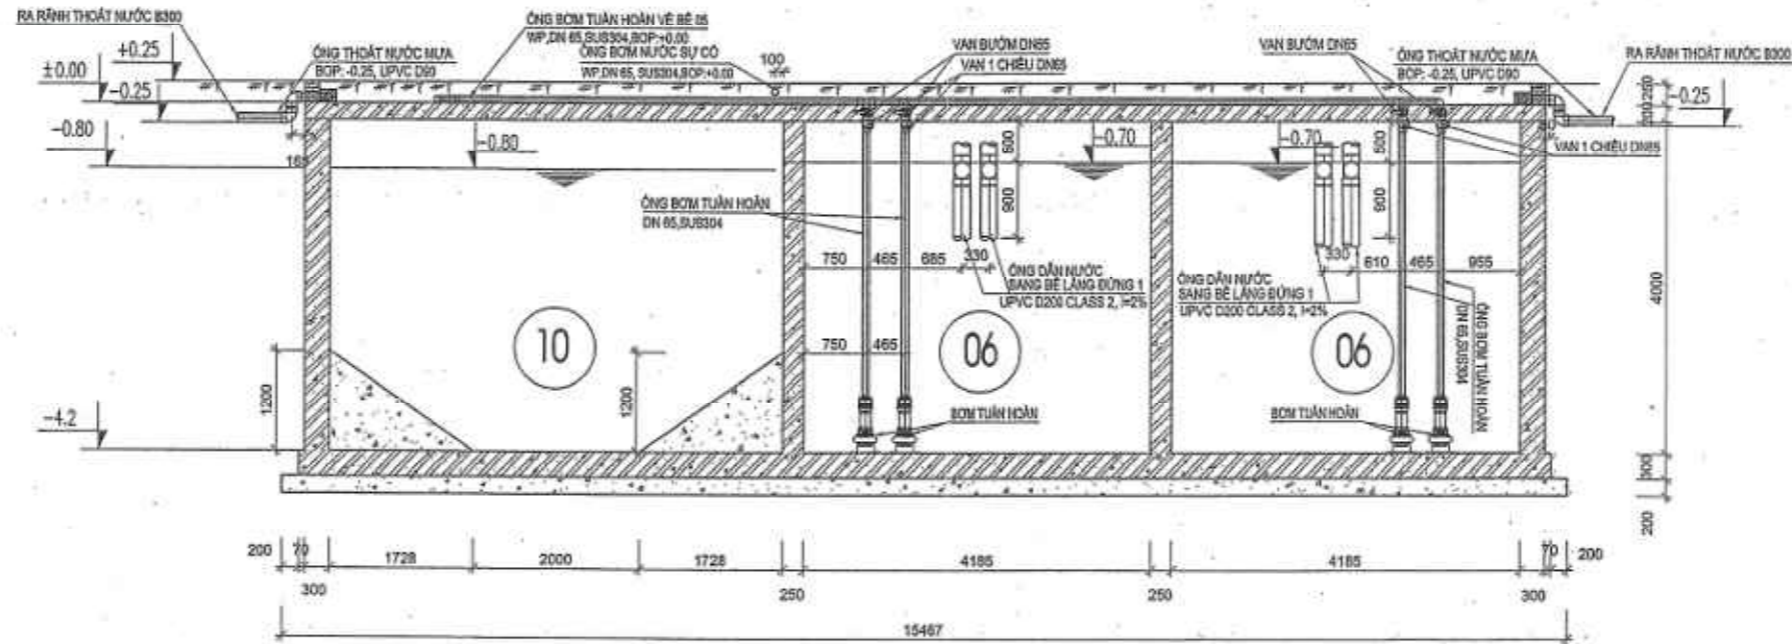 RA RÃNH THOÁT NƯỚC B300
ỐNG BƠM TUẦN HOÀN VỀ BỂ 05
WP,DN 65,SUS304,BOP:+0.00
ỐNG BƠM NƯỚC SỰ CỐ
WP,DN 65, SUS304,BOP:+0.00
100
VAN BƯỚM DN65
VAN 1 CHIỀU DN65
VAN BƯỚM DN65
ỐNG THOÁT NƯỚC MƯA
BOP: -0.25, UPVC D90
RA RÃNH THOÁT NƯỚC B300
+0.25
±0.00
-0.25
ỐNG THOÁT NƯỚC MƯA
BOP: -0.25, UPVC D90
200
200
-0.25
-0.80
-0.80
-0.70
-0.70
600
600
VAN 1 CHIỀU DN65
ỐNG BƠM TUẦN HOÀN
DN 65,SUS304
900
900
750
465
685
330
330
610
465
955
ỐNG DẪN NƯỚC
SANG BỂ LẮNG ĐỨNG 1
UPVC D200 CLASS 2, i=2%
ỐNG DẪN NƯỚC
SANG BỂ LẮNG ĐỨNG 1
UPVC D200 CLASS 2, i=2%
4000
10
06
06
750
465
ỐNG BƠM TUẦN HOÀN
DN 65,SUS304
1200
1200
BƠM TUẦN HOÀN
BƠM TUẦN HOÀN
-4.2
300
200
200
70
1728
2000
1728
4185
4185
70
200
300
250
250
300
15467